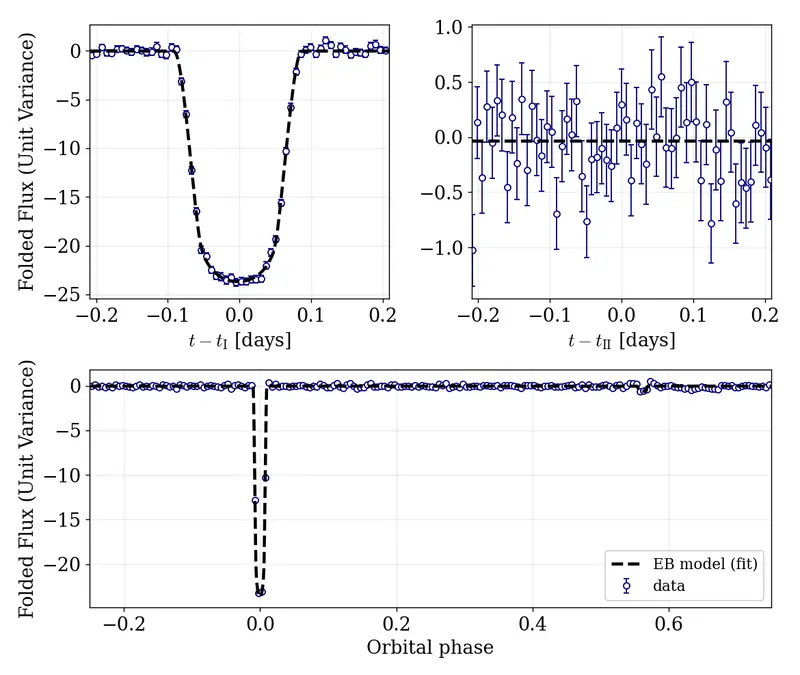 Folded Flux (Unit Variance)
0
−5
−10
−15
−20
−25
−0.2 −0.1 0.0 0.1 0.2
t − tI [days]
1.0
0.5
0.0
−0.5
−1.0
−0.2 −0.1 0.0 0.1 0.2
t − tII [days]
Folded Flux (Unit Variance)
0
−5
−10
−15
−20
−0.2 0.0 0.2 0.4 0.6
Orbital phase
EB model (fit)
data